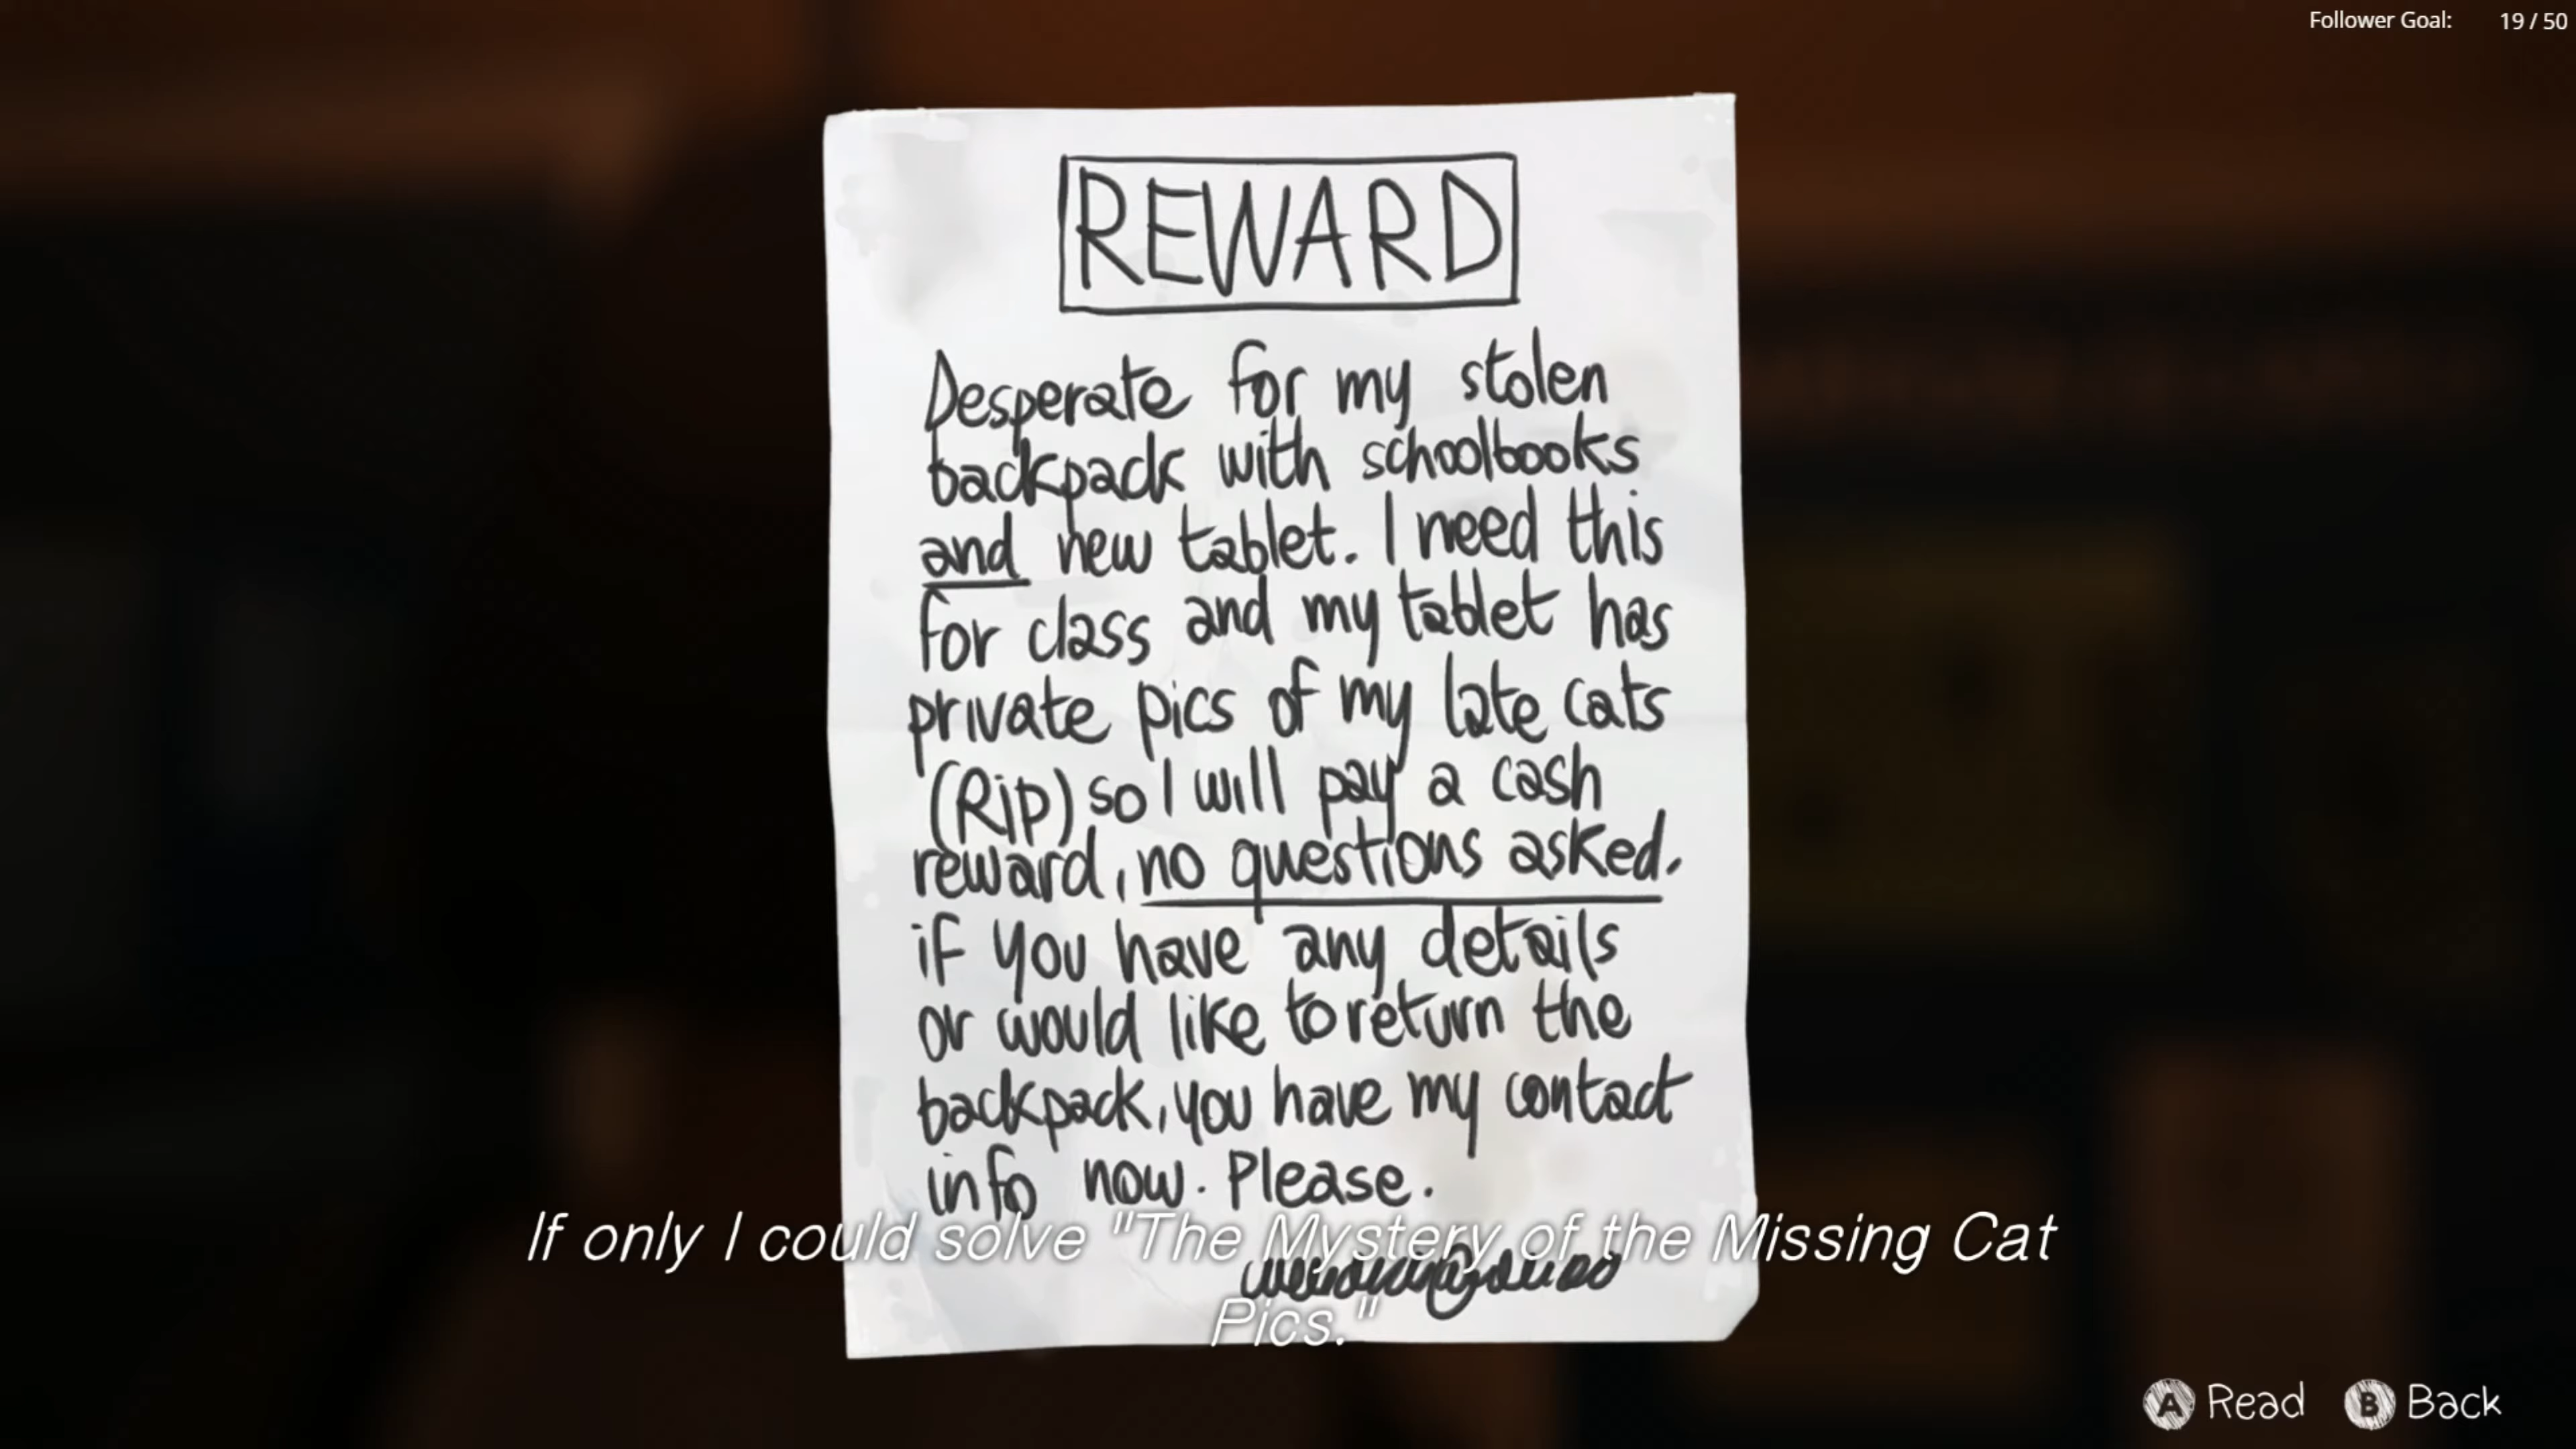 Follower Goal: 19 / 50
REWARD
Desperate for my stolen
backpack with schoolbooks
and new tablet. I need this
for class and my tablet has
private pics of my late cats
(Rip) so I will pay a cash
reward, no questions asked.
if you have any details
or would like to return the
backpack, you have my contact
info now. Please.
If only I could solve "The Mystery of the Missing Cat
Pics."
A Read B Back